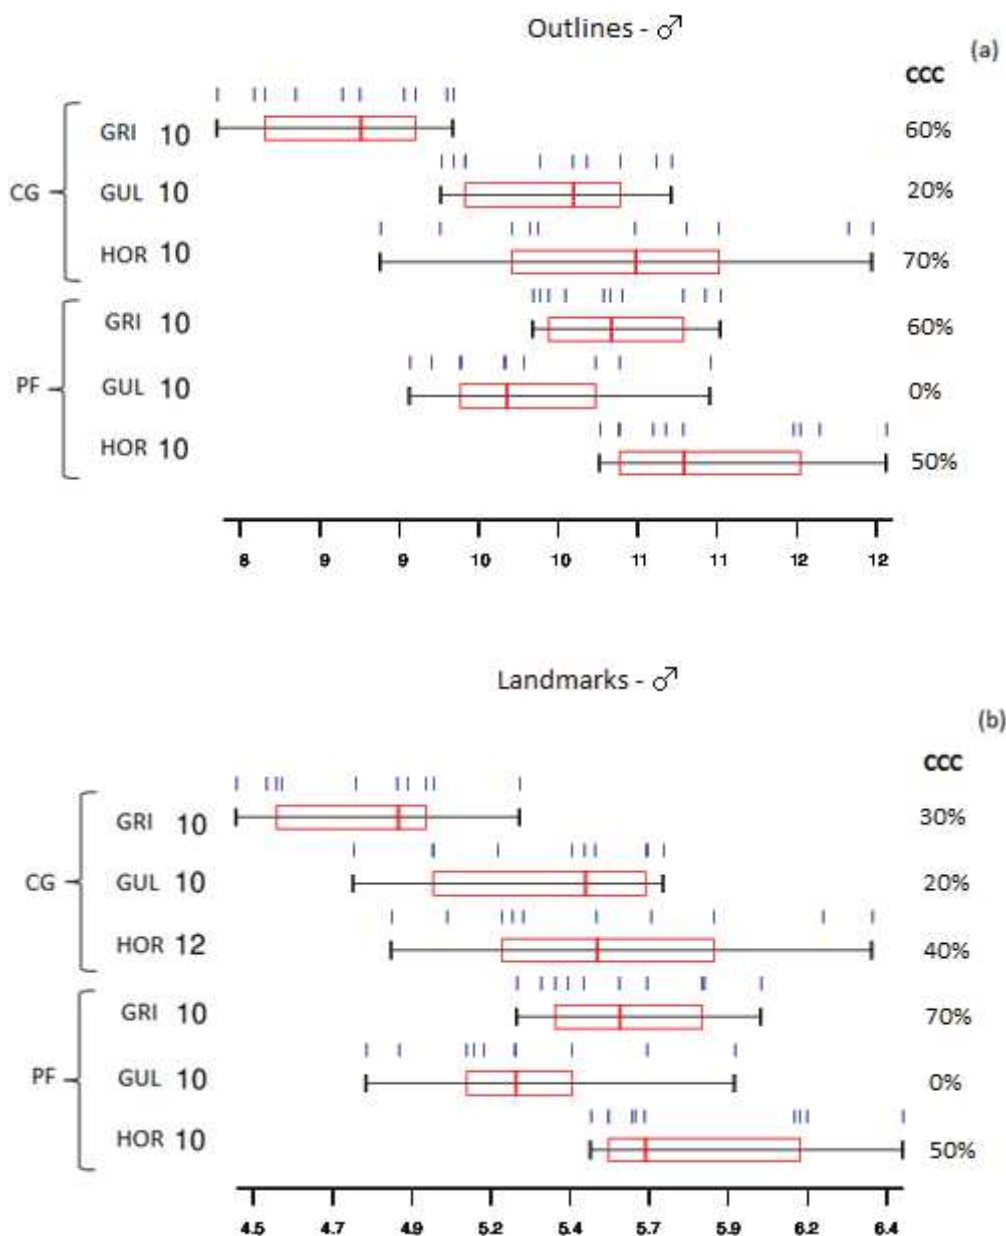 Outlines - ♂
(a)
CCC
GRI 10 60%
CG GUL 10 20%
HOR 10 70%
GRI 10 60%
PF GUL 10 0%
HOR 10 50%
8 9 9 10 10 11 11 12 12
Landmarks - ♂
(b)
CCC
GRI 10 30%
CG GUL 10 20%
HOR 12 40%
GRI 10 70%
PF GUL 10 0%
HOR 10 50%
4.5 4.7 4.9 5.2 5.4 5.7 5.9 6.2 6.4